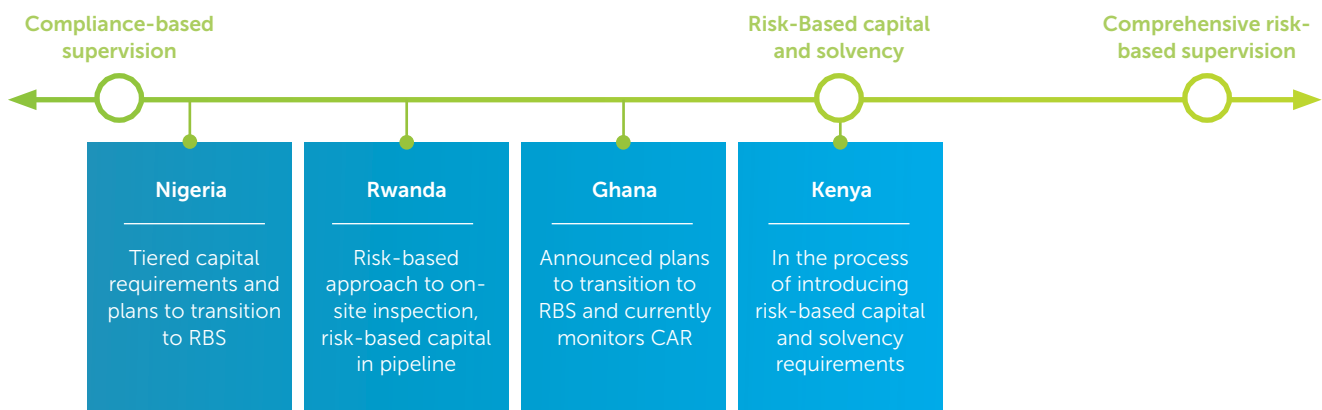 Compliance-based
supervision
Risk-Based capital
and solvency
Comprehensive risk-
based supervision
Nigeria
Tiered capital
requirements and
plans to transition
to RBS
Rwanda
Risk-based
approach to on-
site inspection,
risk-based capital
in pipeline
Ghana
Announced plans
to transition to
RBS and currently
monitors CAR
Kenya
In the process
of introducing
risk-based capital
and solvency
requirements